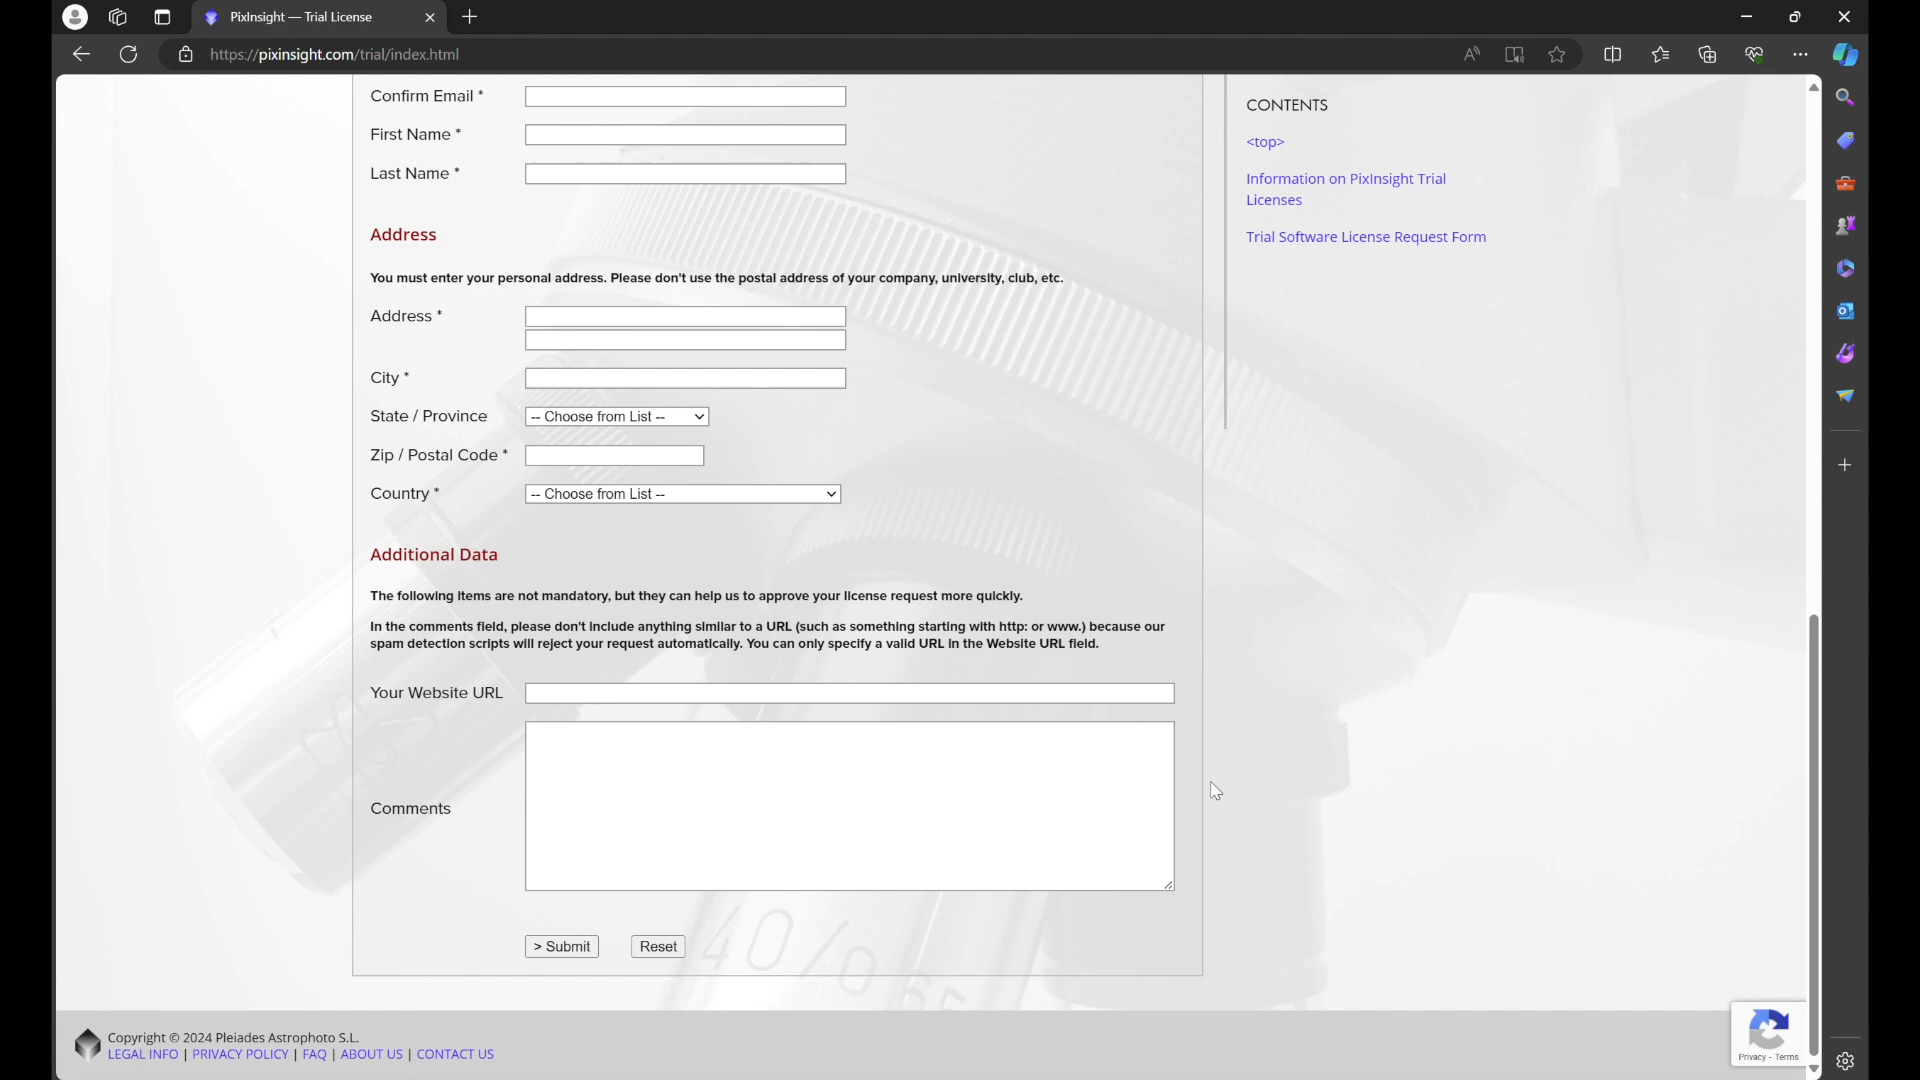 PixInsight — Trial License
https://pixinsight.com/trial/index.html
Confirm Email *
First Name *
Last Name *
Address
You must enter your personal address. Please don't use the postal address of your company, university, club, etc.
Address *
City *
State / Province
-- Choose from List --
Zip / Postal Code *
Country *
-- Choose from List --
Additional Data
The following items are not mandatory, but they can help us to approve your license request more quickly.
In the comments field, please don't include anything similar to a URL (such as something starting with http: or www.) because our
spam detection scripts will reject your request automatically. You can only specify a valid URL in the Website URL field.
Your Website URL
Comments
> Submit
Reset
CONTENTS
<top>
Information on PixInsight Trial
Licenses
Trial Software License Request Form
Copyright © 2024 Pleiades Astrophoto S.L.
LEGAL INFO | PRIVACY POLICY | FAQ | ABOUT US | CONTACT US
Privacy - Terms